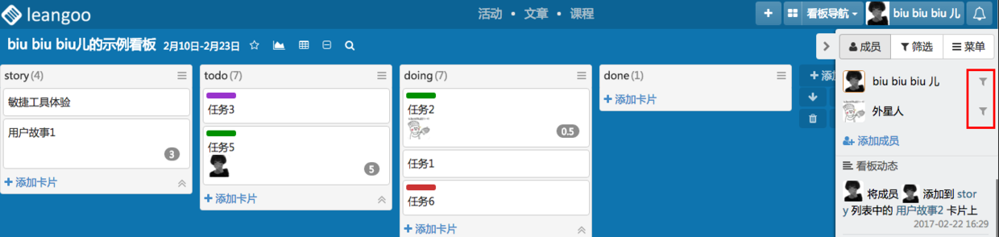 leangoo
活动 • 文章 • 课程
看板导航
biu biu biu 儿
biu biu biu儿的示例看板 2月10日-2月23日
成员
筛选
菜单
story(4)
敏捷工具体验
用户故事1
3
添加卡片
todo(7)
任务3
任务5
5
添加卡片
doing(7)
任务2
0.5
任务1
任务6
添加卡片
done(1)
添加卡片
添加
biu biu biu 儿
外星人
添加成员
看板动态
将成员 添加到 stor
y 列表中的 用户故事2 卡片上
2017-02-22 16:29